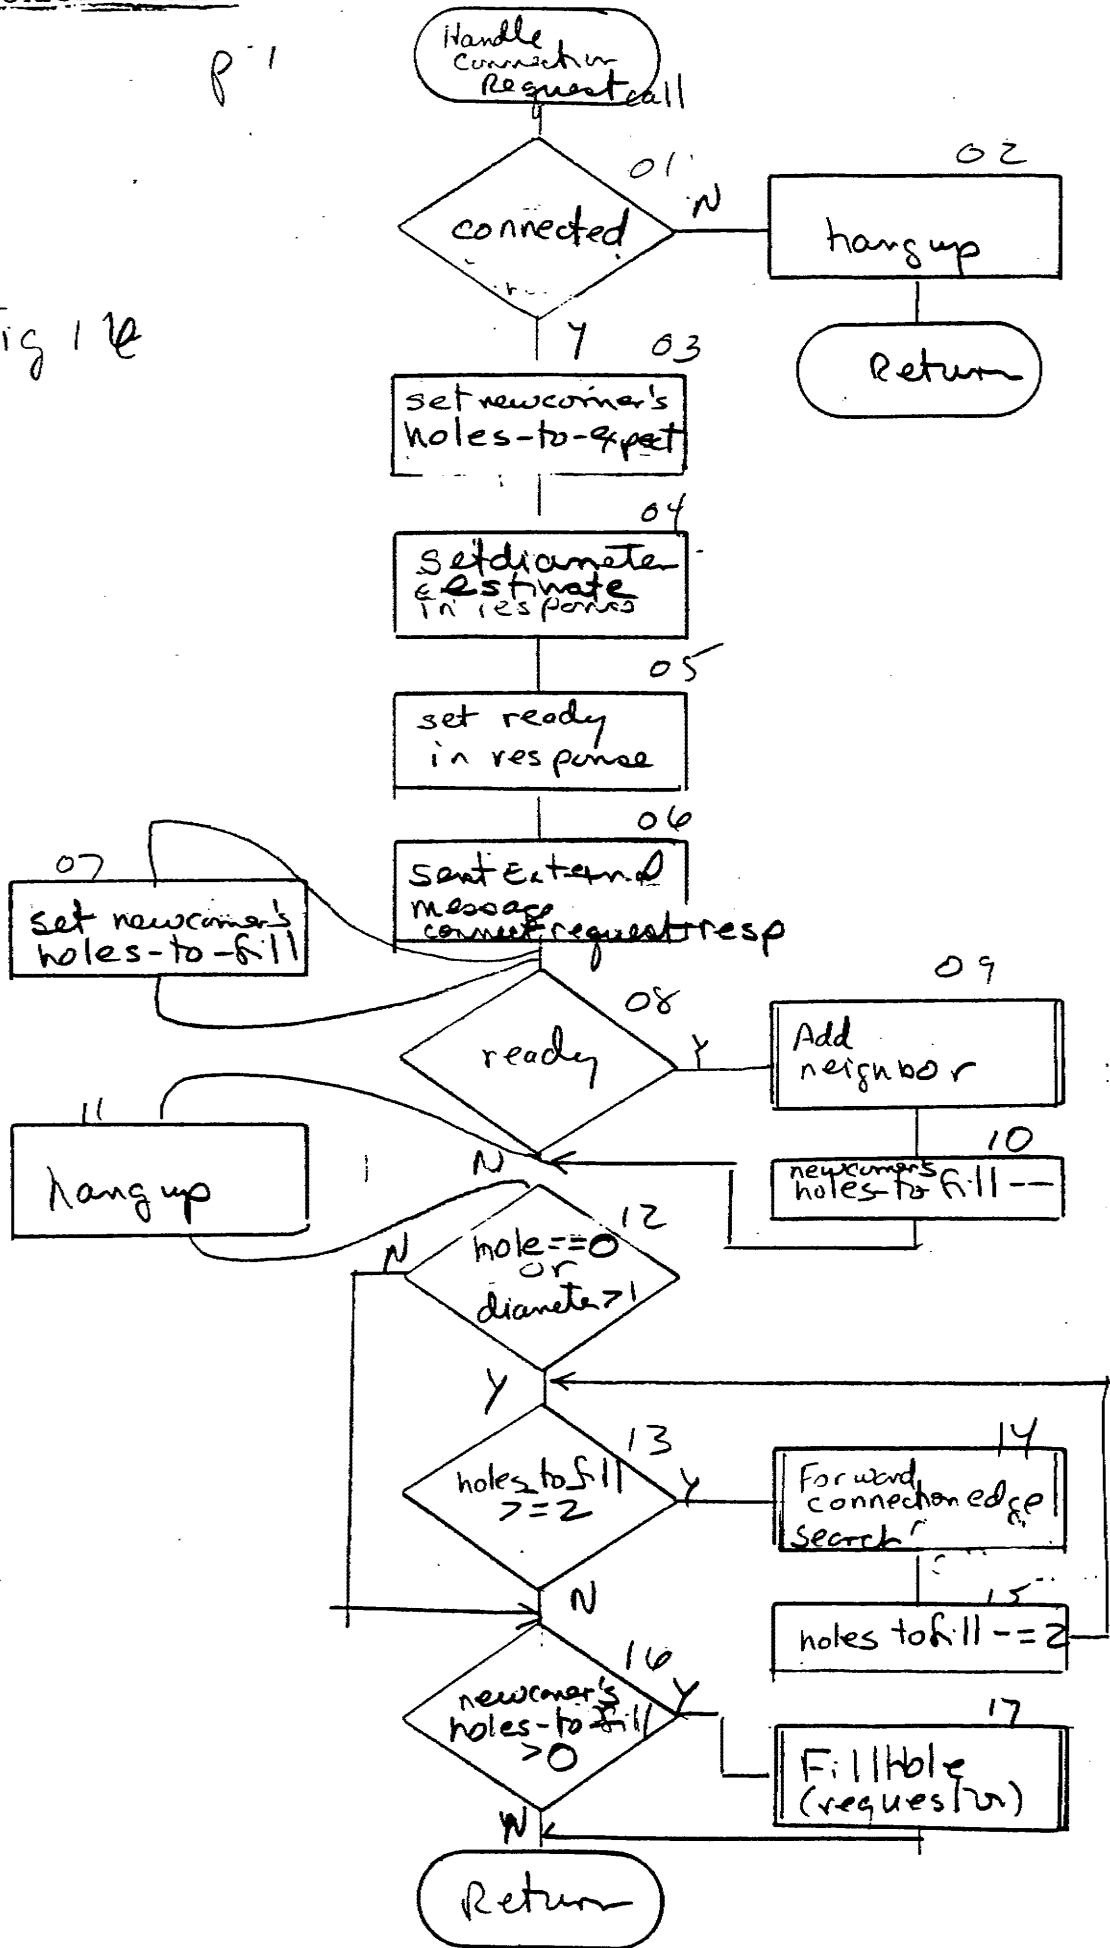 p-1
Handle
connection
Request call
01
connected
N
02
hang up
Return
Y
03
set newcomer's
holes-to-expect
04
set diameter
estimate
in response
05
set ready
in response
06
sent External
message
connect request resp
07
set newcomer's
holes-to-fill
08
ready
Y
09
Add
neighbor
10
newcomer's
holes-to fill --
11
hang up
N
12
hole==0
or
diameter>1
N
Y
13
holes to fill
>=2
Y
14
Forward
connection edge
search
15
holes to fill -=2
N
16
newcomer's
holes-to-fill
>0
Y
17
Fill Hole
(requestor)
N
Return